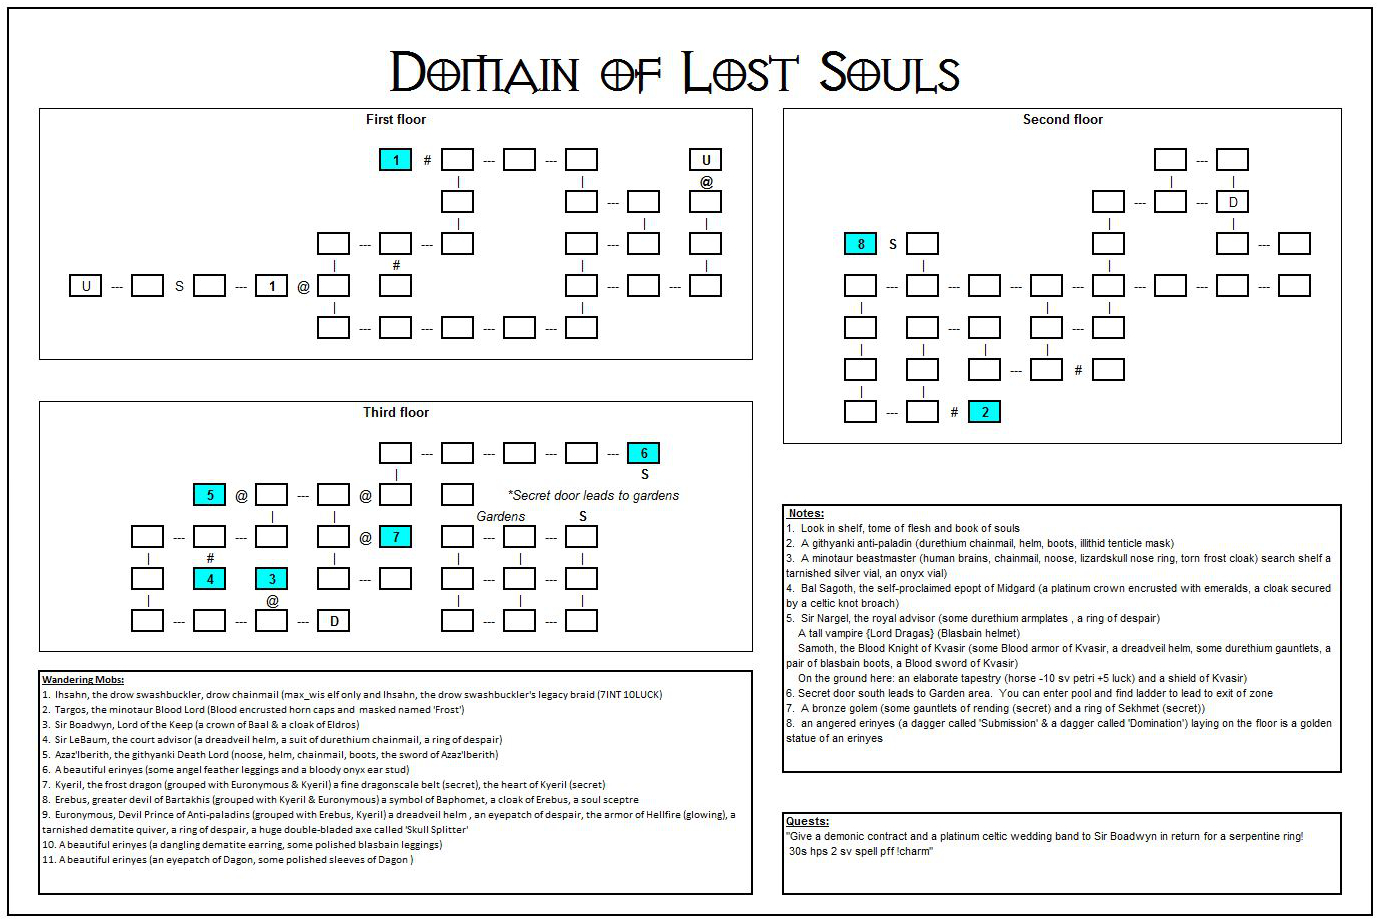 Domain of Lost Souls
First floor
1 # --- ---
U
| | @
---
| | |
--- --- ---
| # | |
U --- S --- 1 @ --- ---
| |
--- --- --- ---
Second floor
---
| |
--- --- D
| |
8 S ---
| |
--- --- --- --- --- --- ---
| | |
--- ---
| | | |
--- #
| |
--- # 2
Third floor
--- --- --- --- 6
| S
5 @ --- @ *Secret door leads to gardens
| | Gardens S
--- --- @ 7 --- ---
| # | | | |
4 3 --- --- ---
| @ | | |
--- --- --- D --- ---
Notes:
1. Look in shelf, tome of flesh and book of souls
2. A githyanki anti-paladin (durethium chainmail, helm, boots, illithid tenticle mask)
3. A minotaur beastmaster (human brains, chainmail, noose, lizardskull nose ring, torn frost cloak) search shelf a
tarnished silver vial, an onyx vial)
4. Bal Sagoth, the self-proclaimed epopt of Midgard (a platinum crown encrusted with emeralds, a cloak secured
by a celtic knot broach)
5. Sir Nargel, the royal advisor (some durethium armplates , a ring of despair)
A tall vampire {Lord Dragas} (Blasbain helmet)
Samoth, the Blood Knight of Kvasir (some Blood armor of Kvasir, a dreadveil helm, some durethium gauntlets, a
pair of blasbain boots, a Blood sword of Kvasir)
On the ground here: an elaborate tapestry (horse -10 sv petri +5 luck) and a shield of Kvasir)
6. Secret door south leads to Garden area. You can enter pool and find ladder to lead to exit of zone
7. A bronze golem (some gauntlets of rending (secret) and a ring of Sekhmet (secret))
8. an angered erinyes (a dagger called 'Submission' & a dagger called 'Domination') laying on the floor is a golden
statue of an erinyes
Wandering Mobs:
1. Ihsahn, the drow swashbuckler, drow chainmail (max_wis elf only and Ihsahn, the drow swashbuckler's legacy braid (7INT 10LUCK)
2. Targos, the minotaur Blood Lord (Blood encrusted horn caps and masked named 'Frost')
3. Sir Boadwyn, Lord of the Keep (a crown of Baal & a cloak of Eldros)
4. Sir LeBaum, the court advisor (a dreadveil helm, a suit of durethium chainmail, a ring of despair)
5. Azaz'lberith, the githyanki Death Lord (noose, helm, chainmail, boots, the sword of Azaz'lberith)
6. A beautiful erinyes (some angel feather leggings and a bloody onyx ear stud)
7. Kyeril, the frost dragon (grouped with Euronymous & Kyeril) a fine dragonscale belt (secret), the heart of Kyeril (secret)
8. Erebus, greater devil of Bartakhis (grouped with Kyeril & Euronymous) a symbol of Baphomet, a cloak of Erebus, a soul sceptre
9. Euronymous, Devil Prince of Anti-paladins (grouped with Erebus, Kyeril) a dreadveil helm , an eyepatch of despair, the armor of Hellfire (glowing), a
tarnished dematite quiver, a ring of despair, a huge double-bladed axe called 'Skull Splitter'
10. A beautiful erinyes (a dangling dematite earring, some polished blasbain leggings)
11. A beautiful erinyes (an eyepatch of Dagon, some polished sleeves of Dagon )
Quests:
"Give a demonic contract and a platinum celtic wedding band to Sir Boadwyn in return for a serpentine ring!
30s hps 2 sv spell pff !charm"